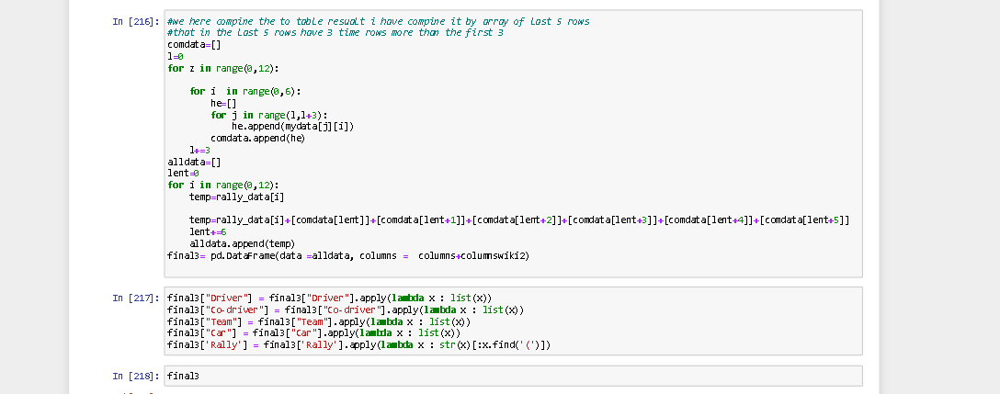 In [216]:
#we here compine the to table resualt i have compine it by array of last 5 rows
#that in the last 5 rows have 3 time rows more than the first 3
comdata=[]
l=0
for z in range(0,12):
for i  in range(0,6):
he=[]
for j in range(l,l+3):
he.append(mydata[j][i])
comdata.append(he)
l+=3
alldata=[]
lent=0
for i in range(0,12):
temp=rally_data[i]
temp=rally_data[i]+[comdata[lent]]+[comdata[lent+1]]+[comdata[lent+2]]+[comdata[lent+3]]+[comdata[lent+4]]+[comdata[lent+5]]
lent+=6
alldata.append(temp)
final3= pd.DataFrame(data =alldata, columns =  columns+columnswiki2)
In [217]:
final3["Driver"] = final3["Driver"].apply(lambda x : list(x))
final3["Co-driver"] = final3["Co-driver"].apply(lambda x : list(x))
final3["Team"] = final3["Team"].apply(lambda x : list(x))
final3["Car"] = final3["Car"].apply(lambda x : list(x))
final3['Rally'] = final3['Rally'].apply(lambda x : str(x)[:x.find('(')])
In [218]:
final3